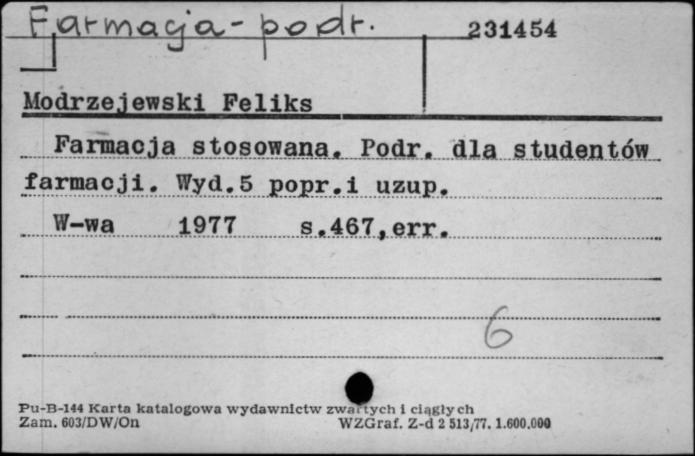 Farmacja - podr. 231454
Modrzejewski Feliks
Farmacja stosowana. Podr. dla studentów
farmacji. Wyd.5 popr.i uzup.
W-wa 1977 s.467,err.
6
Pu-B-144 Karta katalogowa wydawnictw zwartych i ciągłych
Zam. 603/DW/On WZGraf. Z-d 2 513/77. 1.600.000